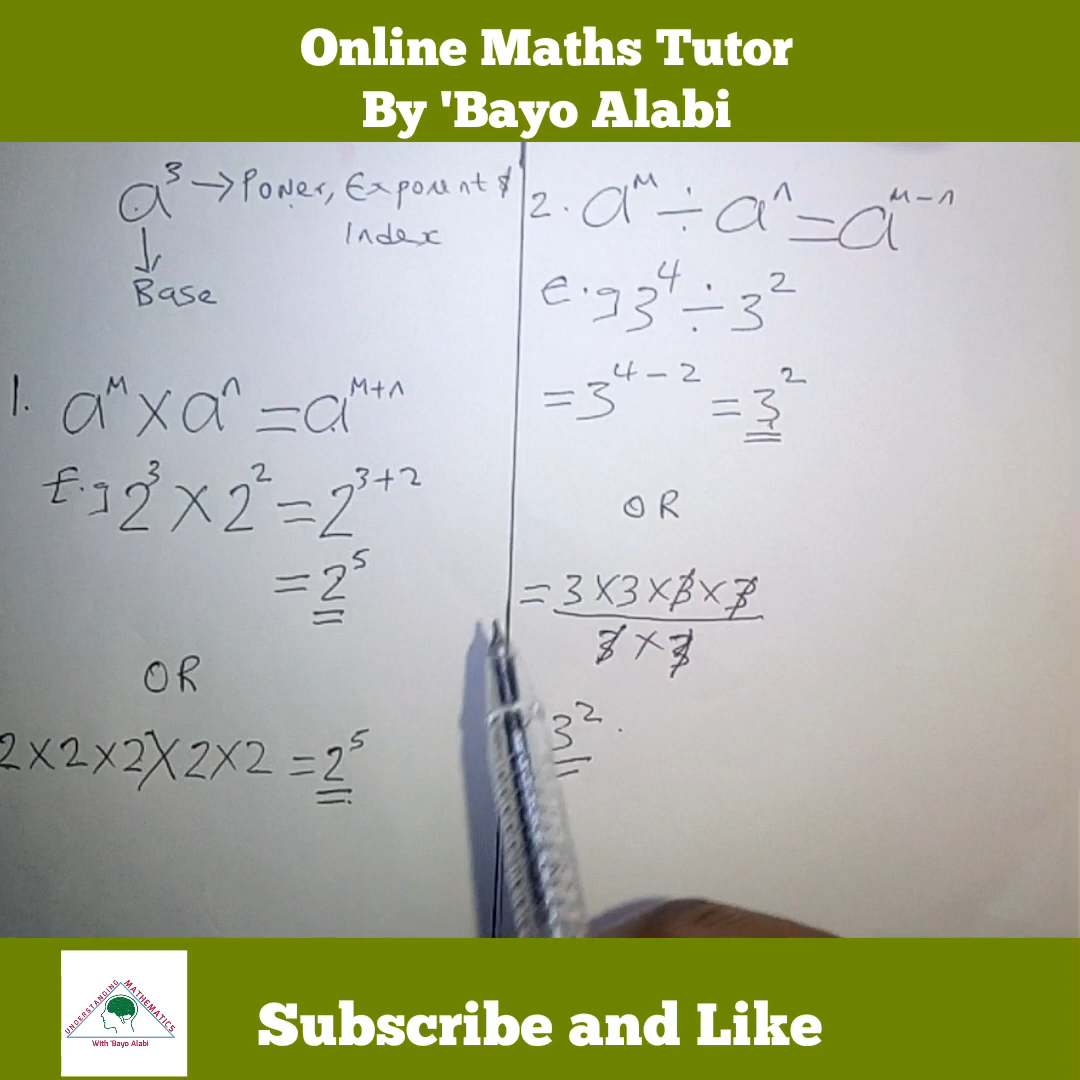 Online Maths Tutor
By 'Bayo Alabi
a³ → Power, Exponent &
Index
↓
Base
1. aᵐ × aⁿ = aᵐ⁺ⁿ
E.g 2³ × 2² = 2³⁺²
= 2⁵
OR
2×2×2×2×2 = 2⁵
2. aᵐ ÷ aⁿ = aᵐ⁻ⁿ
E.g 3⁴ ÷ 3²
= 3⁴⁻² = 3²
OR
= 3×3×3×3
3×3
3².
UNDERSTANDING MATHEMATICS
With 'Bayo Alabi
Subscribe and Like